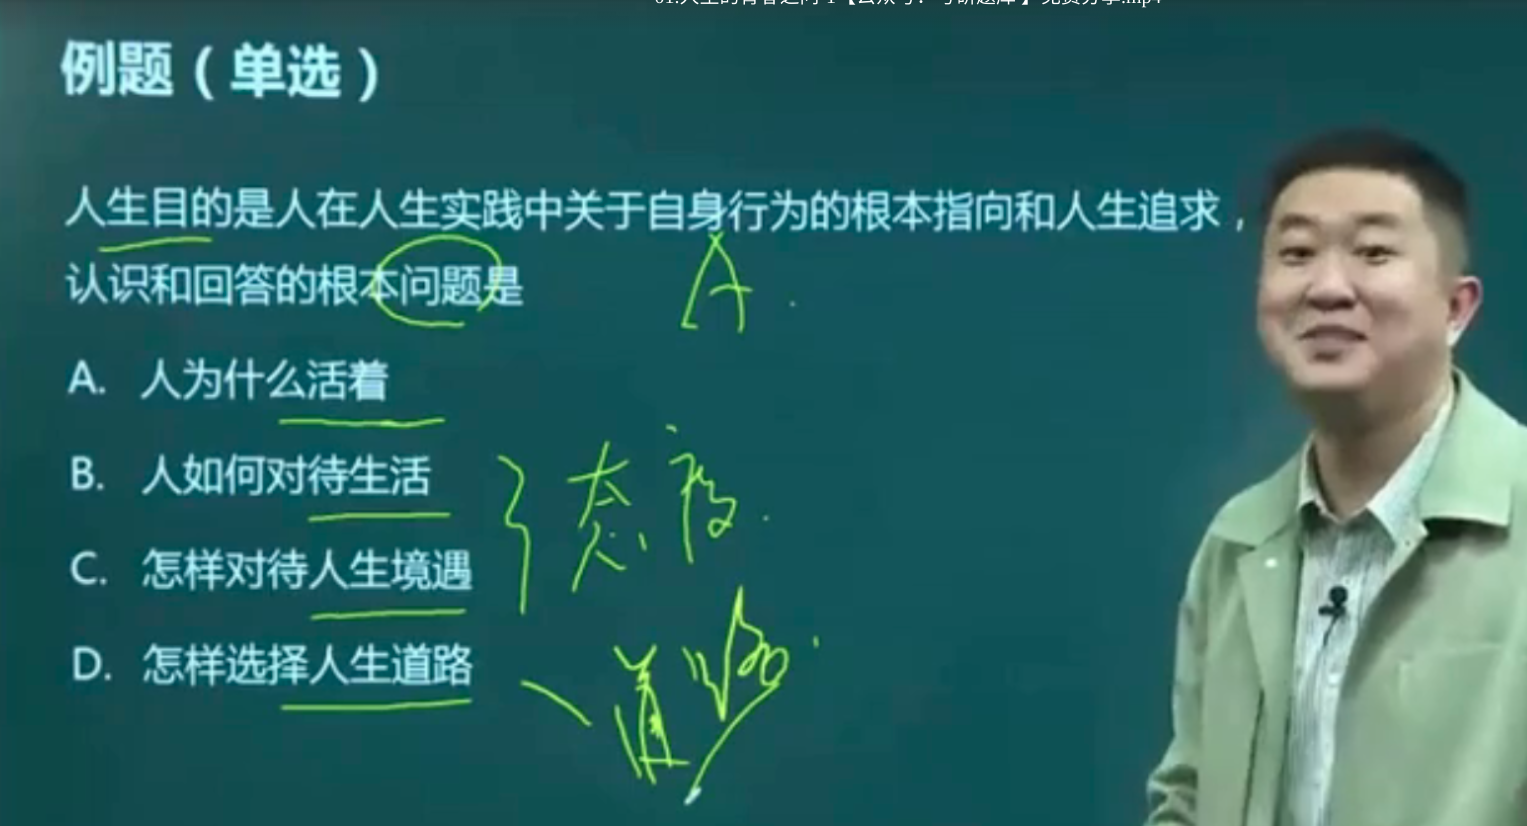 例题（单选）
人生目的是人在人生实践中关于自身行为的根本指向和人生追求，
认识和回答的根本问题是
A.
A. 人为什么活着
B. 人如何对待生活
态度.
C. 怎样对待人生境遇
D. 怎样选择人生道路
道路.